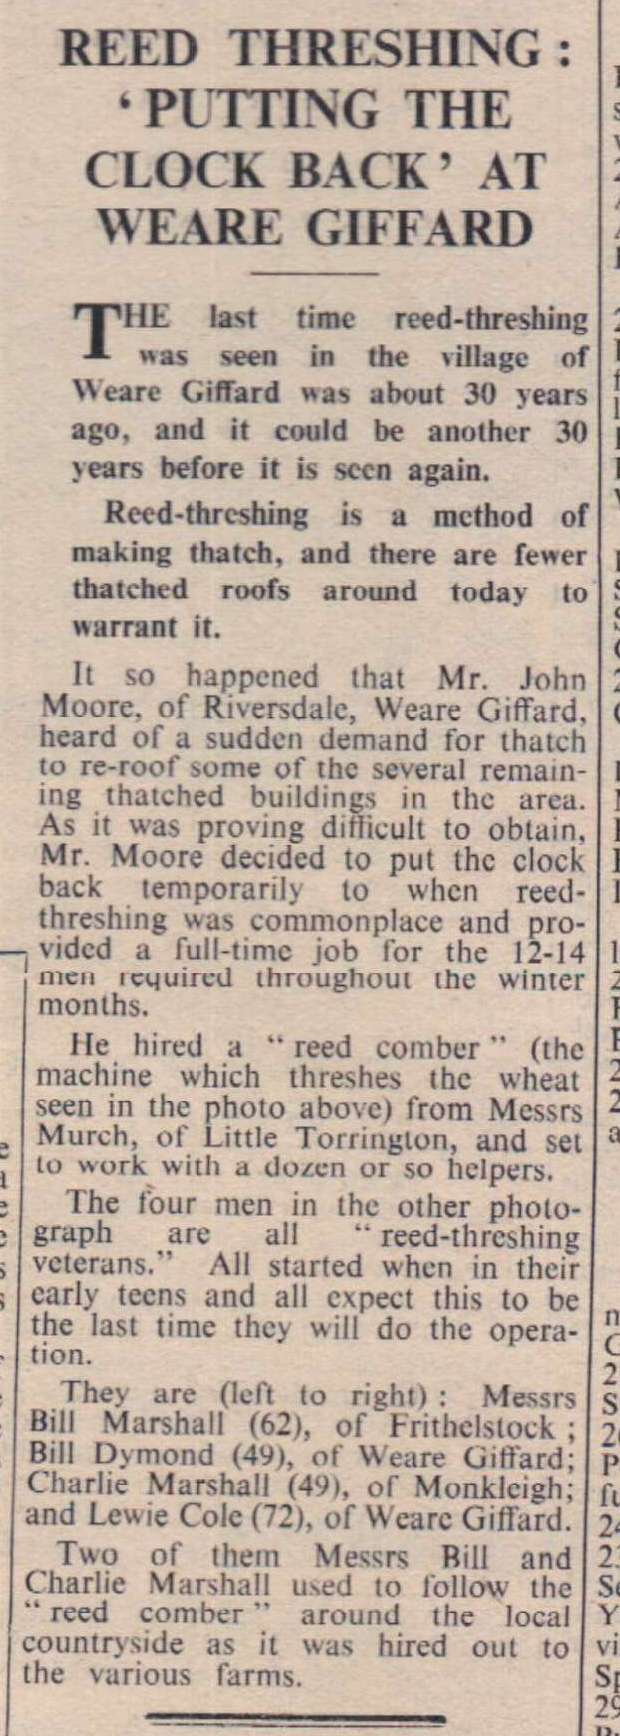 REED THRESHING :
‘ PUTTING THE
CLOCK BACK ’ AT
WEARE GIFFARD
THE last time reed-threshing
was seen in the village of
Weare Giffard was about 30 years
ago, and it could be another 30
years before it is seen again.
Reed-threshing is a method of
making thatch, and there are fewer
thatched roofs around today to
warrant it.
It so happened that Mr. John
Moore, of Riversdale, Weare Giffard,
heard of a sudden demand for thatch
to re-roof some of the several remain-
ing thatched buildings in the area.
As it was proving difficult to obtain,
Mr. Moore decided to put the clock
back temporarily to when reed-
threshing was commonplace and pro-
vided a full-time job for the 12-14
men required throughout the winter
months.
He hired a “ reed comber ” (the
machine which threshes the wheat
seen in the photo above) from Messrs
Murch, of Little Torrington, and set
to work with a dozen or so helpers.
The four men in the other photo-
graph are all “ reed-threshing
veterans.” All started when in their
early teens and all expect this to be
the last time they will do the opera-
tion.
They are (left to right) : Messrs
Bill Marshall (62), of Frithelstock ;
Bill Dymond (49), of Weare Giffard;
Charlie Marshall (49), of Monkleigh;
and Lewie Cole (72), of Weare Giffard.
Two of them Messrs Bill and
Charlie Marshall used to follow the
“ reed comber ” around the local
countryside as it was hired out to
the various farms.